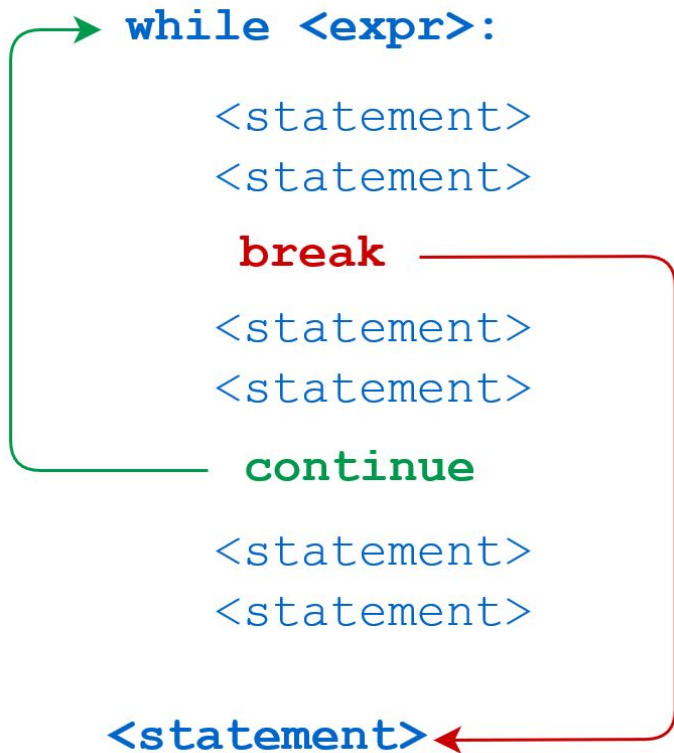 while <expr>:
<statement>
<statement>
break
<statement>
<statement>
continue
<statement>
<statement>
<statement>